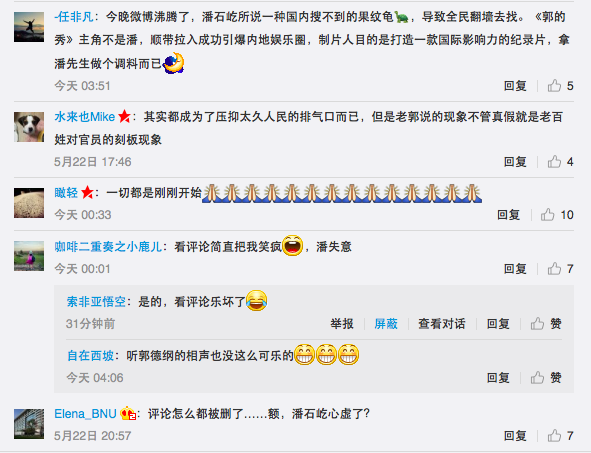 -任非凡：今晚微博沸腾了，潘石屹所说一种国内搜不到的果纹龟，导致全民翻墙去找。《郭的
秀》主角不是潘，顺带拉入成功引爆内地娱乐圈，制片人目的是打造一款国际影响力的纪录片，拿
潘先生做个调料而已
今天 03:51 回复 5
水来也Mike：其实都成为了压抑太久人民的排气口而已，但是老郭说的现象不管真假就是老百
姓对官员的刻板现象
5月22日 17:46 回复 4
瞰轻：一切都是刚刚开始
今天 00:33 回复 10
咖啡二重奏之小鹿儿：看评论简直把我笑疯，潘失意
今天 00:01 回复 7
索非亚悟空：是的，看评论乐坏了
31分钟前 举报 屏蔽 查看对话 回复 赞
自在西坡：听郭德纲的相声也没这么可乐的
今天 04:06 回复 赞
Elena_BNU：评论怎么都被删了……额，潘石屹心虚了？
5月22日 20:57 回复 7